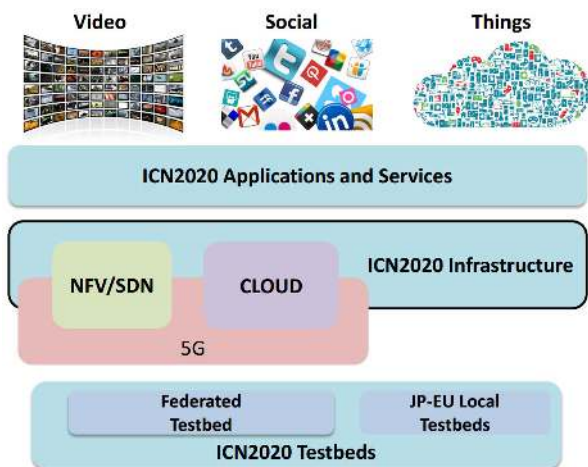 Video
Social
Things
ICN2020 Applications and Services
ICN2020 Infrastructure
NFV/SDN
CLOUD
5G
Federated
Testbed
JP-EU Local
Testbeds
ICN2020 Testbeds